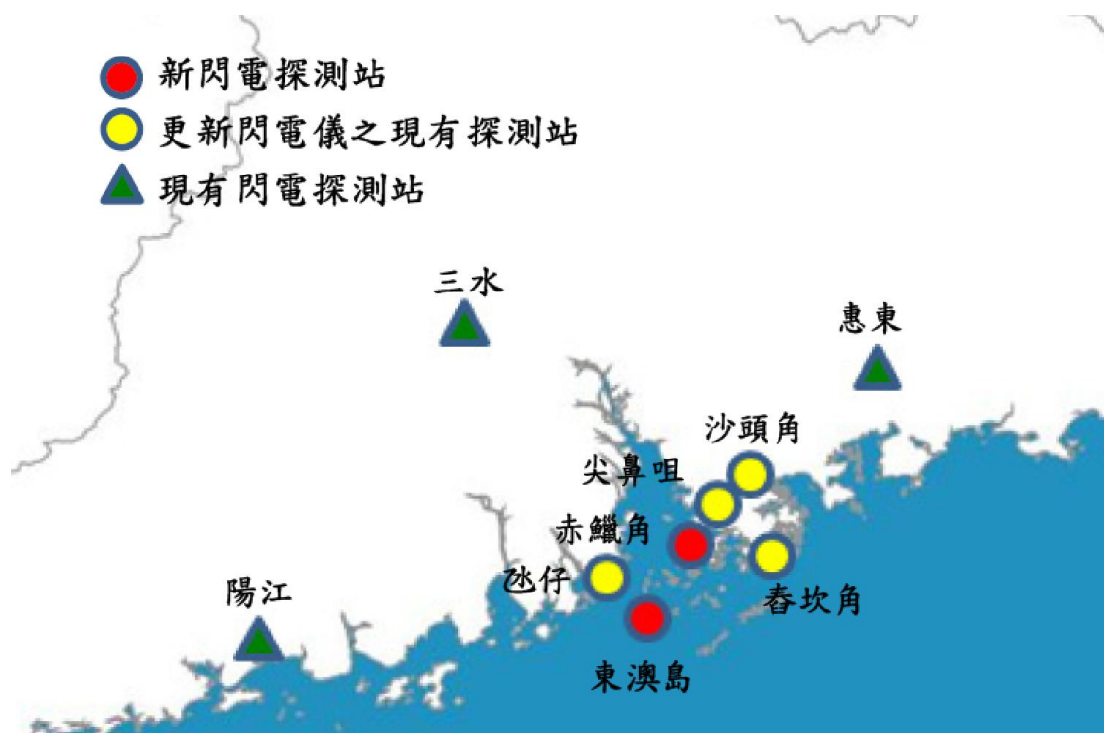 新閃電探測站
更新閃電儀之現有探測站
現有閃電探測站
三水
惠東
沙頭角
尖鼻咀
赤鱲角
氹仔
舂坎角
陽江
東澳島